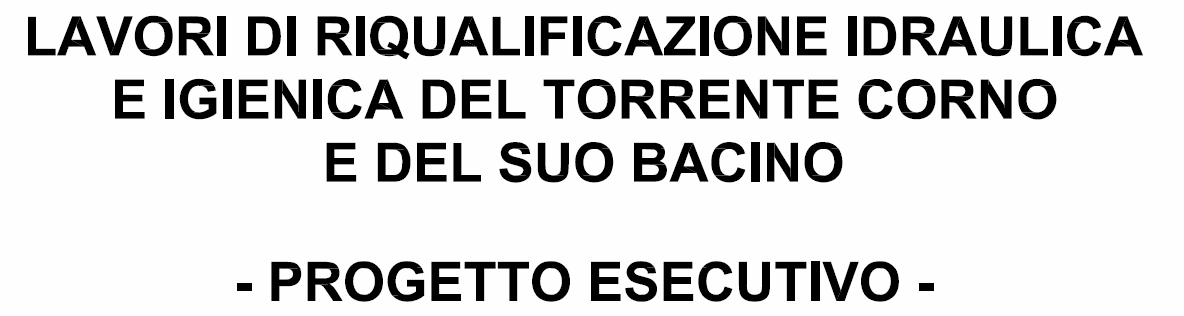 LAVORI DI RIQUALIFICAZIONE IDRAULICA
E IGIENICA DEL TORRENTE CORNO
E DEL SUO BACINO
- PROGETTO ESECUTIVO -